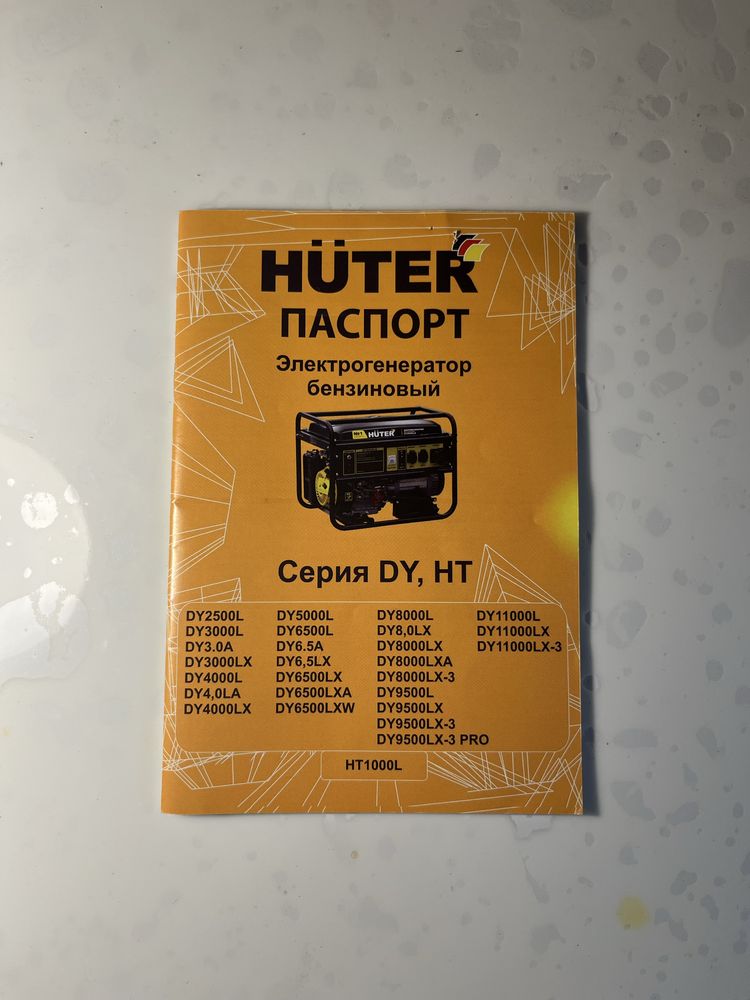 HÜTER
ПАСПОРТ
Электрогенератор
бензиновый
№1 HÜTER
Серия DY, HT
DY2500L
DY3000L
DY3.0A
DY3000LX
DY4000L
DY4,0LA
DY4000LX
DY5000L
DY6500L
DY6.5A
DY6,5LX
DY6500LX
DY6500LXA
DY6500LXW
DY8000L
DY8,0LX
DY8000LX
DY8000LXA
DY8000LX-3
DY9500L
DY9500LX
DY9500LX-3
DY9500LX-3 PRO
DY11000L
DY11000LX
DY11000LX-3
HT1000L